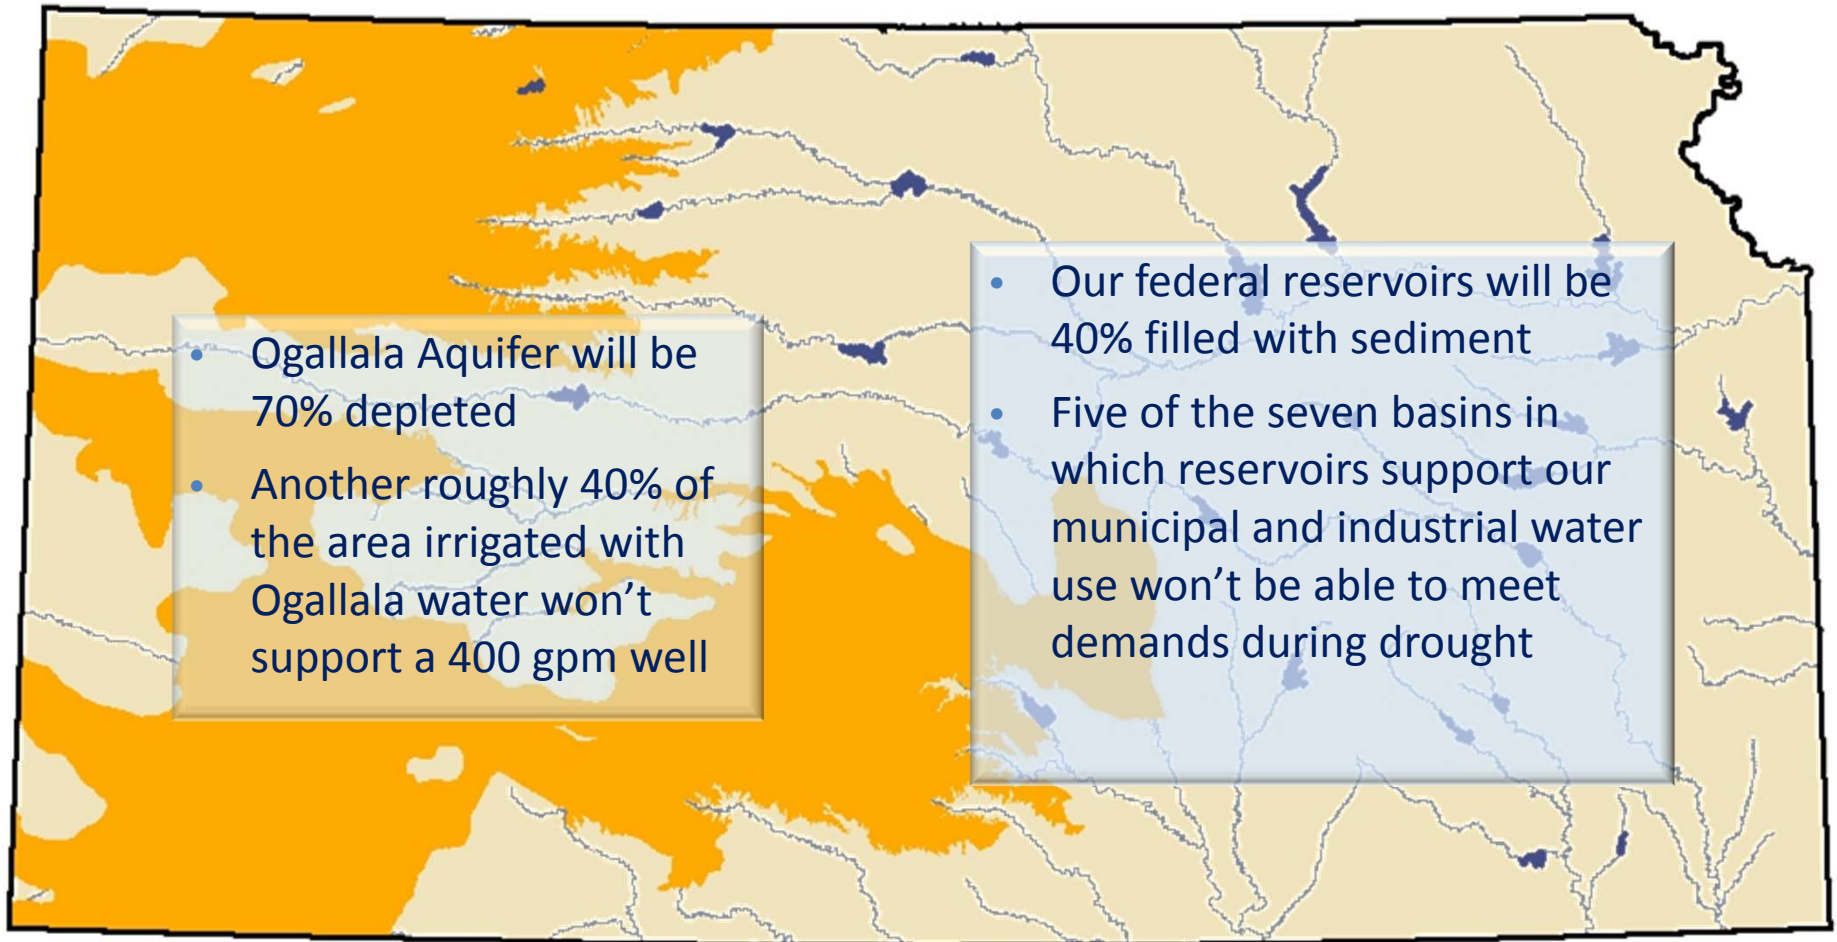 • Ogallala Aquifer will be
70% depleted
• Another roughly 40% of
the area irrigated with
Ogallala water won’t
support a 400 gpm well
• Our federal reservoirs will be
40% filled with sediment
• Five of the seven basins in
which reservoirs support our
municipal and industrial water
use won’t be able to meet
demands during drought